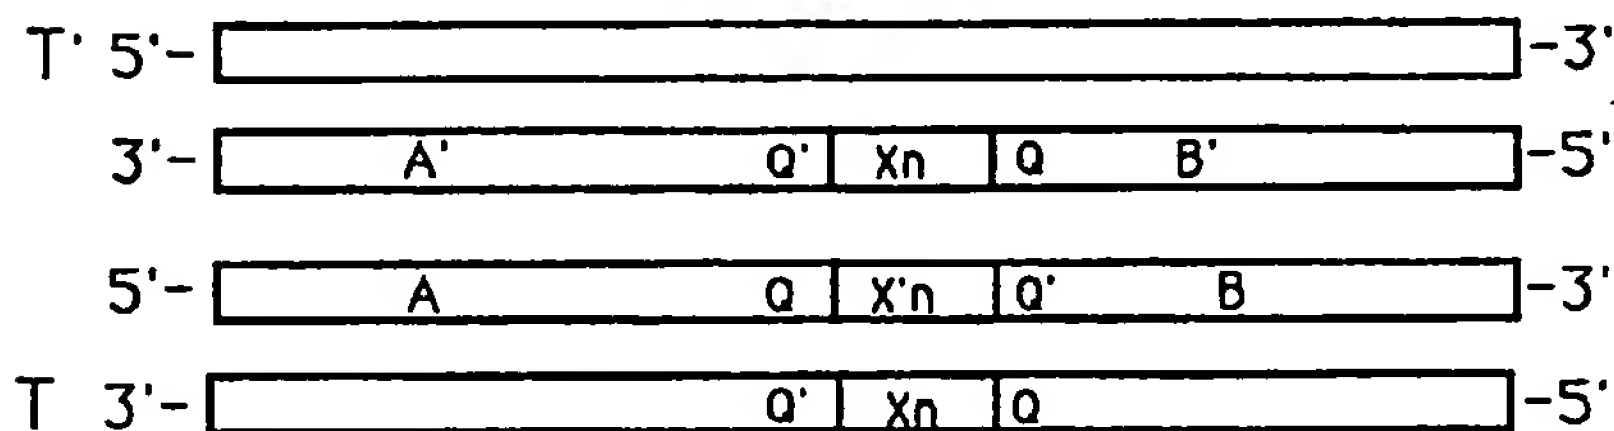 T' 5'- -3'
3'- A' Q' Xn Q B' -5'
5'- A Q X'n Q' B -3'
T 3'- Q' Xn Q -5'